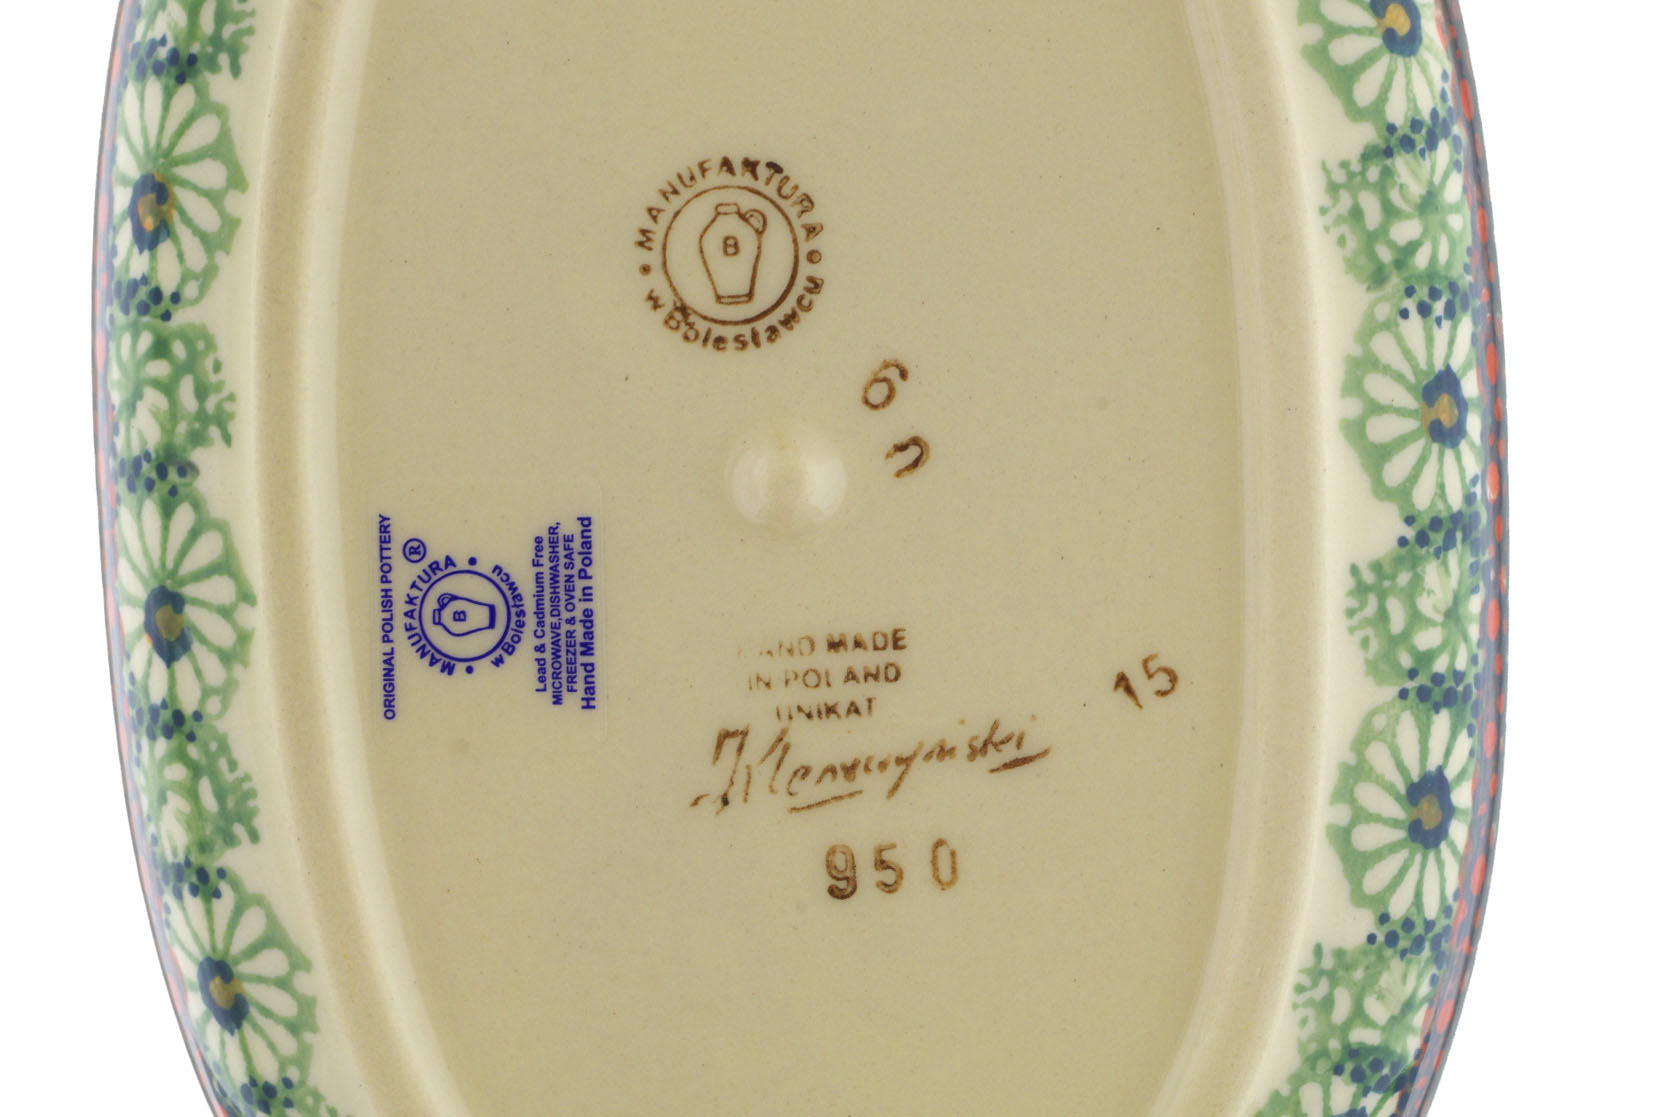 MANUFAKTURA
B
w Bolesławcu
6
ORIGINAL POLISH POTTERY
MANUFAKTURA ®
B
w Bolesławcu
Lead & Cadmium Free
MICROWAVE, DISHWASHER,
FREEZER & OVEN SAFE
Hand Made in Poland
HAND MADE
IN POLAND
UNIKAT
15
950